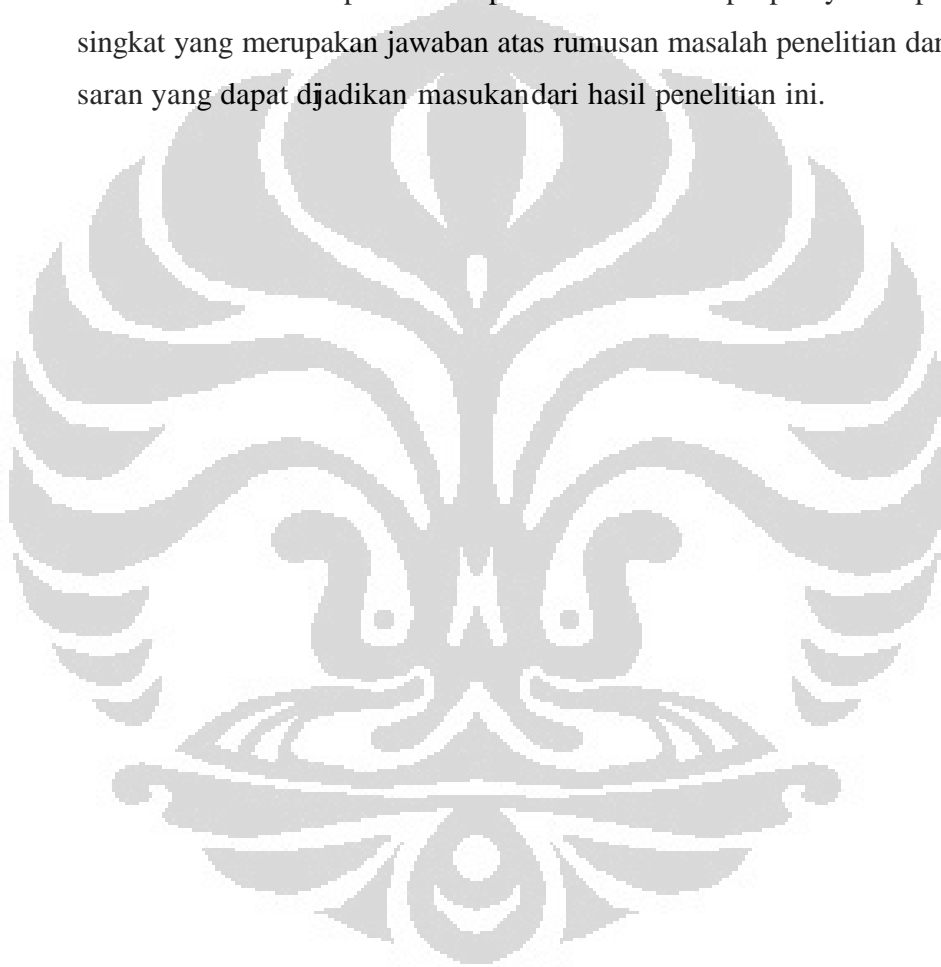 singkat yang merupakan jawaban atas rumusan masalah penelitian dan
saran yang dapat dijadikan masukan dari hasil penelitian ini.